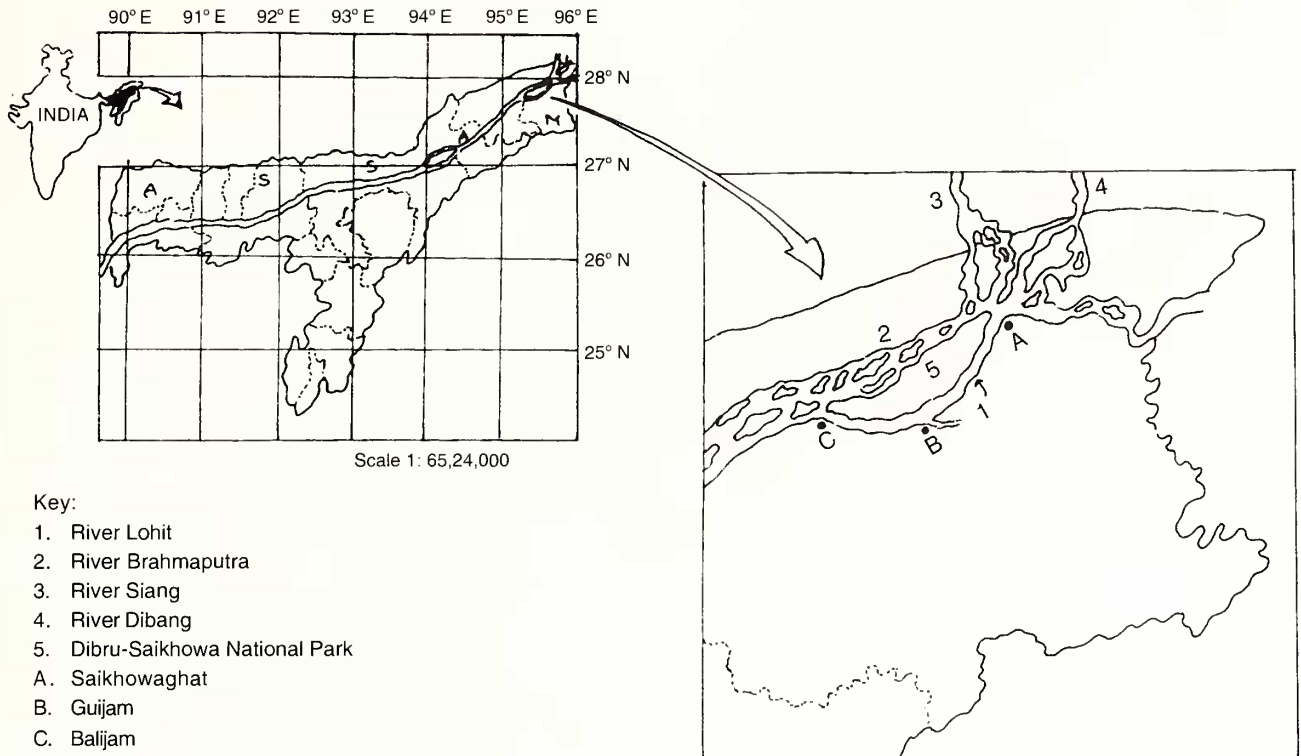 90° E 91° E 92° E 93° E 94° E 95° E 96° E
INDIA
28° N
27° N
26° N
25° N
A S S A M
Scale 1: 65,24,000
3
4
2
5
1
A
B
C
Key:
1. River Lohit
2. River Brahmaputra
3. River Siang
4. River Dibang
5. Dibru-Saikhowa National Park
A. Saikhowaghat
B. Guijam
C. Balijam